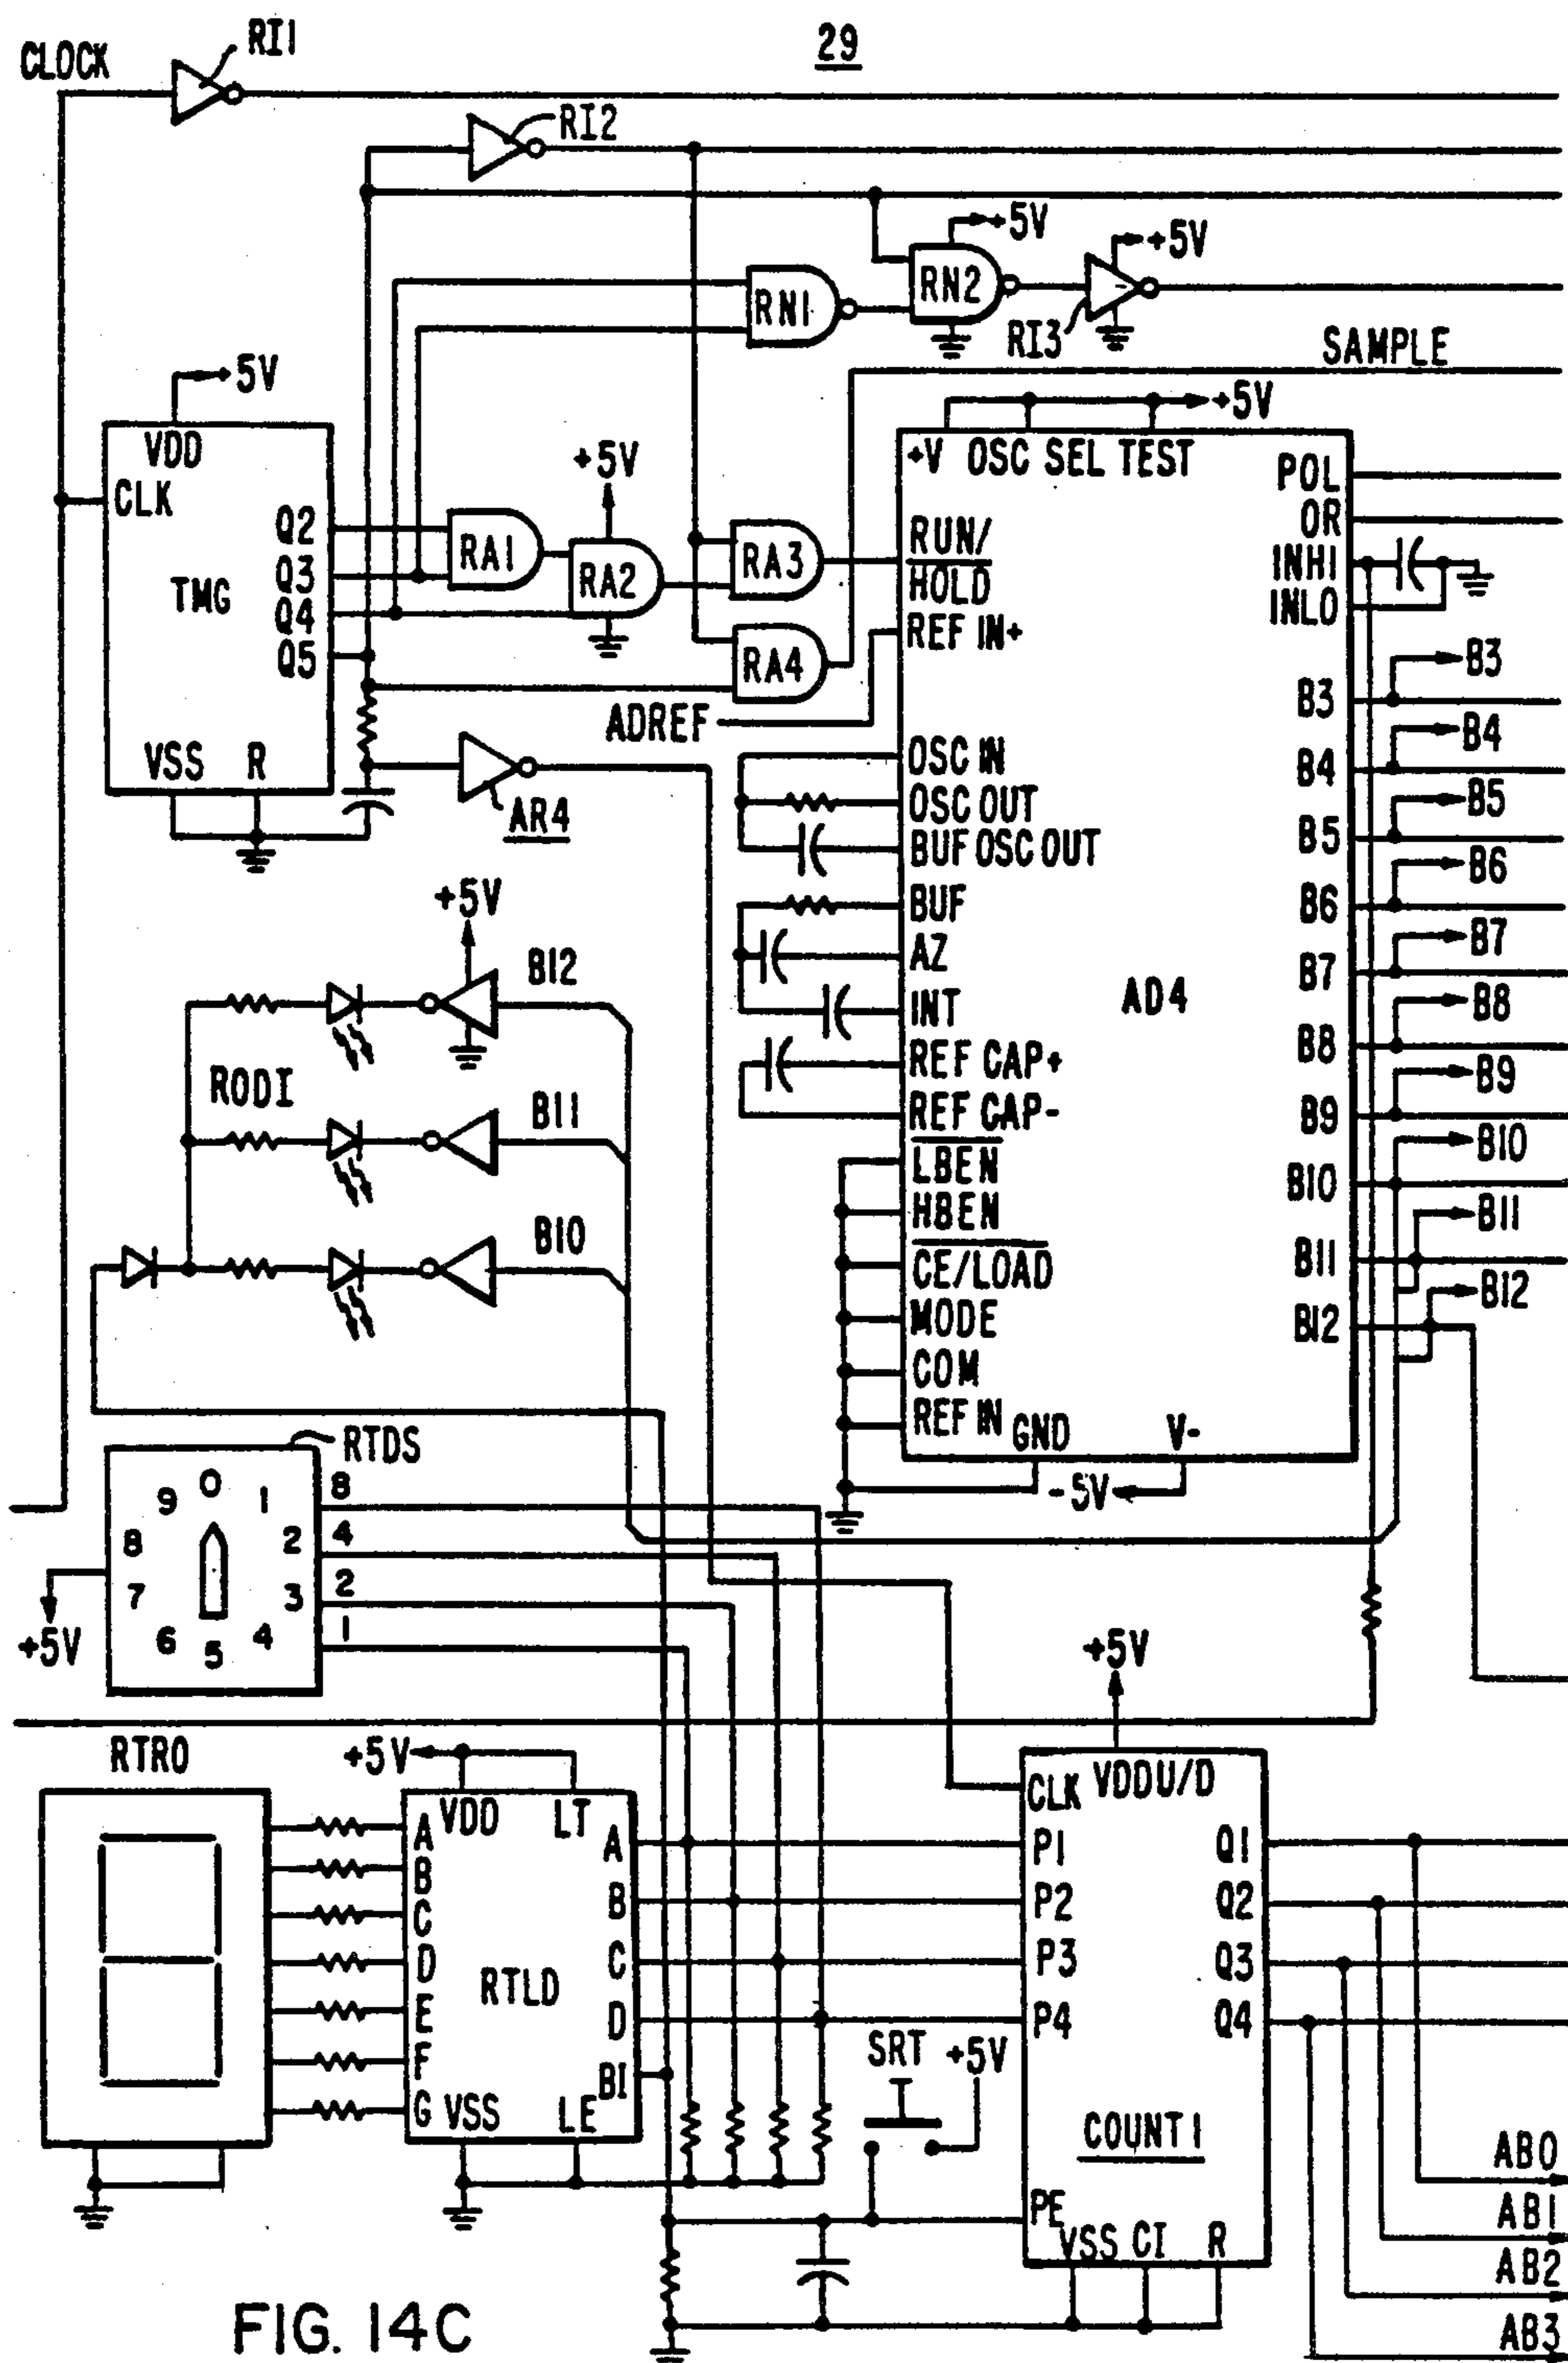 29
CLOCK
RI1
RI2
+5V
+5V
RN1
RN2
RI3
SAMPLE
+5V
+5V
VDD
CLK
Q2
Q3
Q4
Q5
TMG
VSS R
+5V
RA1
RA2
RA3
RA4
ADREF
AR4
+V OSC SEL TEST
RUN/
HOLD
REF IN+
OSC IN
OSC OUT
BUF OSC OUT
BUF
AZ
INT
REF CAP+
REF CAP-
LBEN
HBEN
CE/LOAD
MODE
COM
REF IN
GND
V-
-5V
AD4
POL
OR
INHI
INLO
B3
B3
B4
B4
B5
B5
B6
B6
B7
B7
B8
B8
B9
B9
B10
B10
B11
B11
B12
B12
+5V
B12
RODI
B11
B10
RTDS
0
1
2
3
4
5
6
7
8
9
8
4
2
1
+5V
RTRO
+5V
VDD LT
A
B
C
D
E
F
G
RTLD
A
B
C
D
BI
VSS LE
SRT +5V
+5V
CLK VDD U/D
P1
P2
P3
P4
Q1
Q2
Q3
Q4
COUNT1
PE
VSS CI R
AB0
AB1
AB2
AB3
FIG. 14C